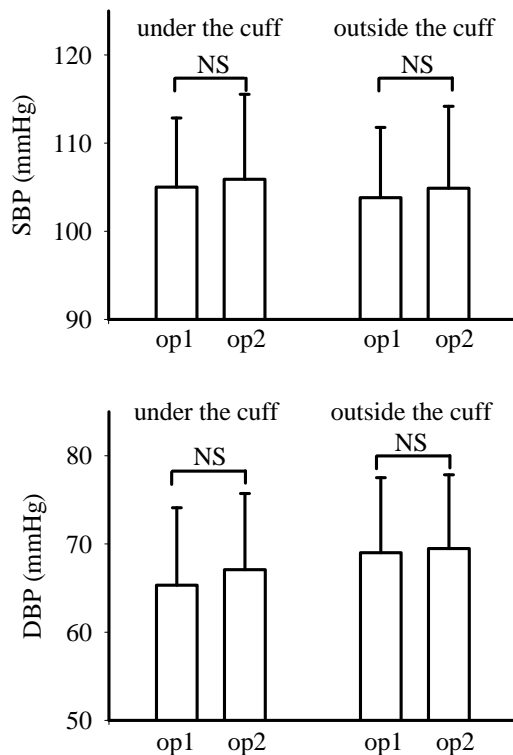 under the cuff outside the cuff
NS NS
SBP (mmHg)
120
110
100
90
op1 op2 op1 op2
under the cuff outside the cuff
NS NS
DBP (mmHg)
80
70
60
50
op1 op2 op1 op2